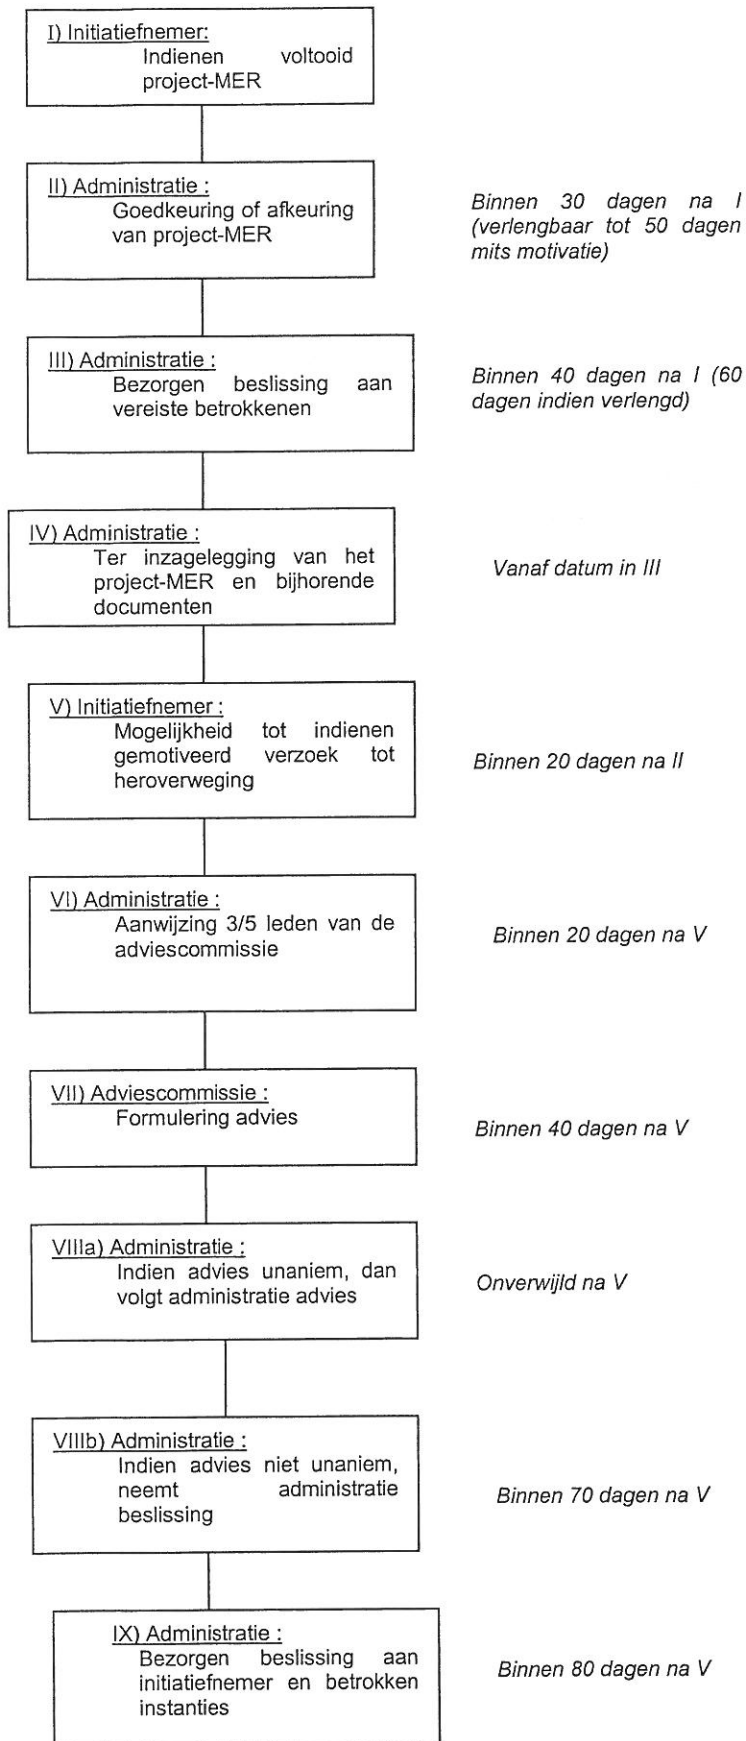 I) Initiatiefnemer:
Indienen voltooid
project-MER
II) Administratie :
Goedkeuring of afkeuring
van project-MER
Binnen 30 dagen na I
(verlengbaar tot 50 dagen
mits motivatie)
III) Administratie :
Bezorgen beslissing aan
vereiste betrokkenen
Binnen 40 dagen na I (60
dagen indien verlengd)
IV) Administratie :
Ter inzagelegging van het
project-MER en bijhorende
documenten
Vanaf datum in III
V) Initiatiefnemer :
Mogelijkheid tot indienen
gemotiveerd verzoek tot
heroverweging
Binnen 20 dagen na II
VI) Administratie :
Aanwijzing 3/5 leden van de
adviescommissie
Binnen 20 dagen na V
VII) Adviescommissie :
Formulering advies
Binnen 40 dagen na V
VIIIa) Administratie :
Indien advies unaniem, dan
volgt administratie advies
Onverwijld na V
VIIIb) Administratie :
Indien advies niet unaniem,
neemt administratie
beslissing
Binnen 70 dagen na V
IX) Administratie :
Bezorgen beslissing aan
initiatiefnemer en betrokken
instanties
Binnen 80 dagen na V